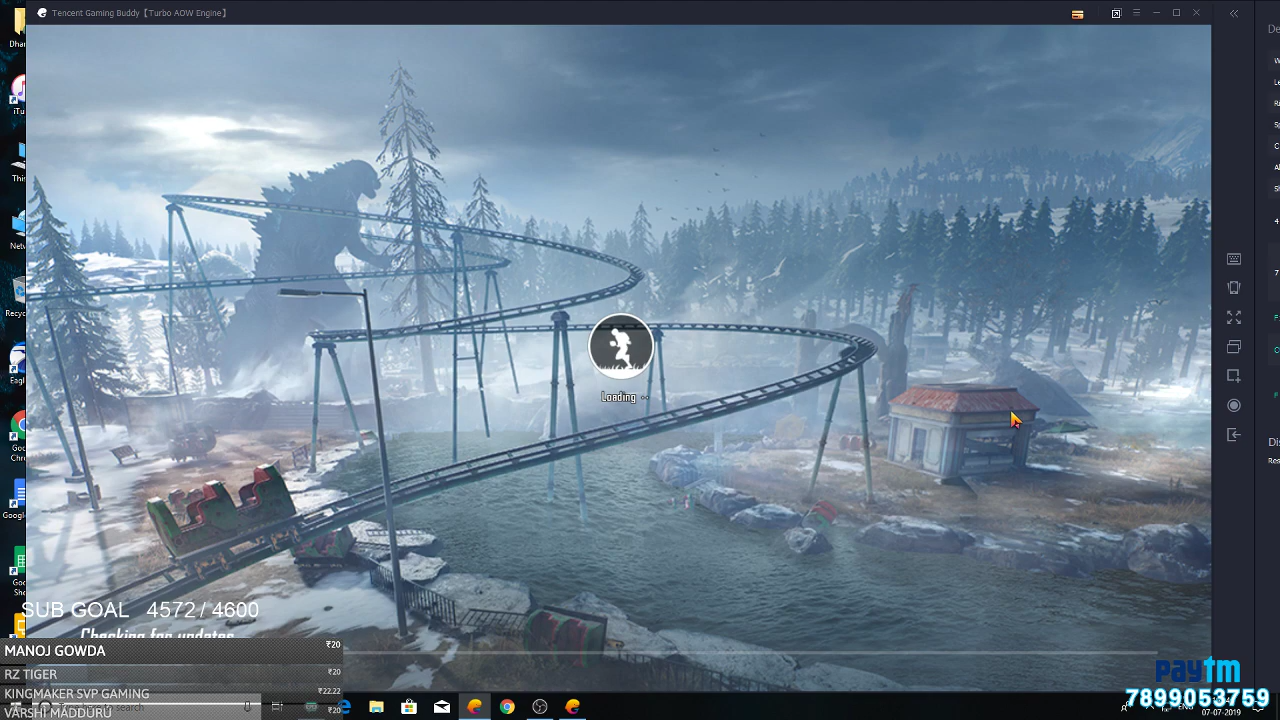 Tencent Gaming Buddy【Turbo AOW Engine】
Loading ..
SUB GOAL 4572 / 4600
Checking for updates
MANOJ GOWDA ₹20
RZ TIGER ₹20
KINGMAKER SVP GAMING ₹22.22
VARSHI MADDURU ₹20
paytm
7899053759
07-07-2019